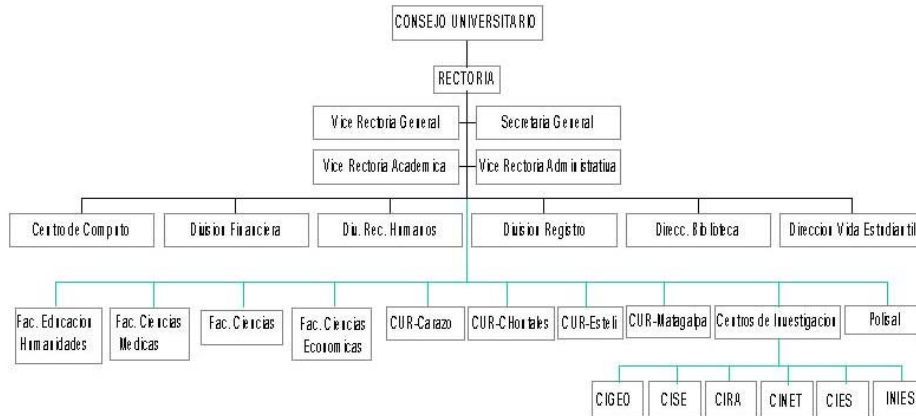 CONSEJO UNIVERSITARIO
RECTORIA
Vice Rectoria General
Secretaria General
Vice Rectoria Academica
Vice Rectoria Administrativa
Centro de Computo
Division Financiera
Div. Rec. Humanos
Division Registro
Direcc. Biblioteca
Direccion Vida Estudiantil
Fac. Educacion
Humanidades
Fac. Ciencias
Medicas
Fac. Ciencias
Fac. Ciencias
Economicas
CUR-Carazo
CUR-CHontales
CUR-Esteli
CUR-Matagalpa
Centros de Investigacion
Polisal
CIGEO
CISE
CIRA
CINET
CIES
INIES